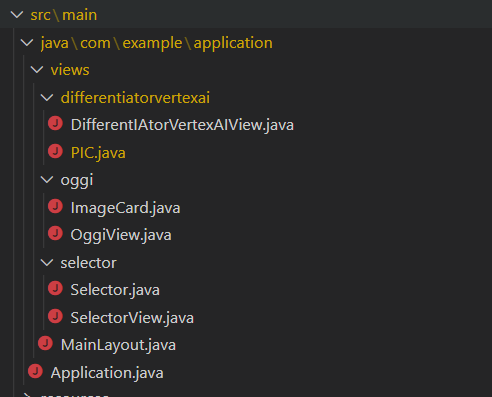 src\main
java\com\example\application
views
differentiatorvertexai
DifferentIAtorVertexAIView.java
PIC.java
oggi
ImageCard.java
OggiView.java
selector
Selector.java
SelectorView.java
MainLayout.java
Application.java